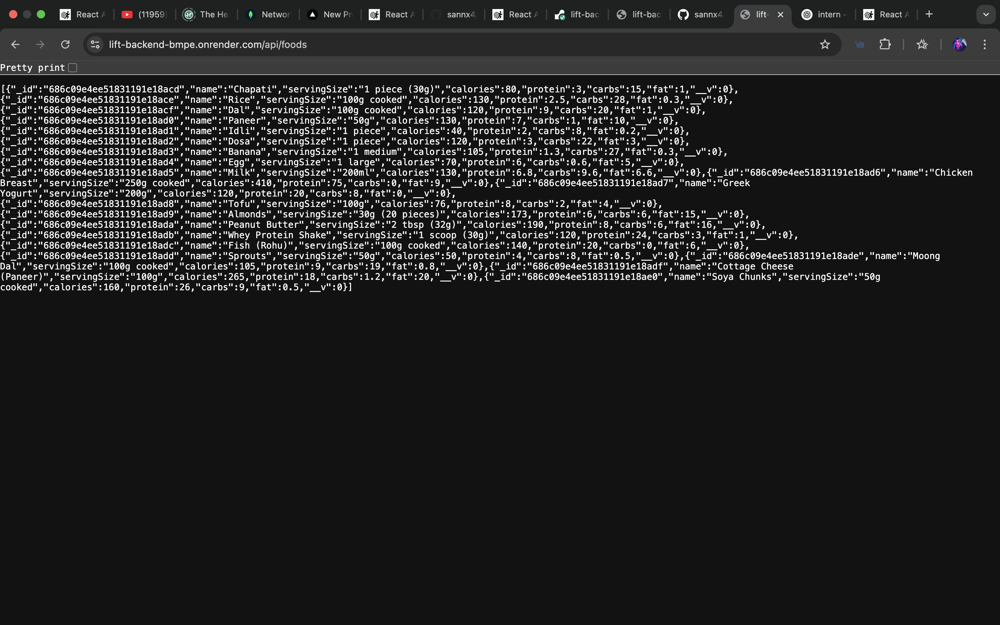 React A
(11959)
The He
Networ
New Pr
React A
sannx4
React A
lift-bac
lift-bac
sannx4
lift-
intern -
React A
lift-backend-bmpe.onrender.com/api/foods
Pretty print
[{"_id":"686c09e4ee51831191e18acd","name":"Chapati","servingSize":"1 piece (30g)","calories":80,"protein":3,"carbs":15,"fat":1,"__v":0},
{"_id":"686c09e4ee51831191e18ace","name":"Rice","servingSize":"100g cooked","calories":130,"protein":2.5,"carbs":28,"fat":0.3,"__v":0},
{"_id":"686c09e4ee51831191e18acf","name":"Dal","servingSize":"100g cooked","calories":120,"protein":9,"carbs":20,"fat":1,"__v":0},
{"_id":"686c09e4ee51831191e18ad0","name":"Paneer","servingSize":"50g","calories":130,"protein":7,"carbs":1,"fat":10,"__v":0},
{"_id":"686c09e4ee51831191e18ad1","name":"Idli","servingSize":"1 piece","calories":40,"protein":2,"carbs":8,"fat":0.2,"__v":0},
{"_id":"686c09e4ee51831191e18ad2","name":"Dosa","servingSize":"1 piece","calories":120,"protein":3,"carbs":22,"fat":3,"__v":0},
{"_id":"686c09e4ee51831191e18ad3","name":"Banana","servingSize":"1 medium","calories":105,"protein":1.3,"carbs":27,"fat":0.3,"__v":0},
{"_id":"686c09e4ee51831191e18ad4","name":"Egg","servingSize":"1 large","calories":70,"protein":6,"carbs":0.6,"fat":5,"__v":0},
{"_id":"686c09e4ee51831191e18ad5","name":"Milk","servingSize":"200ml","calories":130,"protein":6.8,"carbs":9.6,"fat":6.6,"__v":0},{"_id":"686c09e4ee51831191e18ad6","name":"Chicken
Breast","servingSize":"250g cooked","calories":410,"protein":75,"carbs":0,"fat":9,"__v":0},{"_id":"686c09e4ee51831191e18ad7","name":"Greek
Yogurt","servingSize":"200g","calories":120,"protein":20,"carbs":8,"fat":0,"__v":0},
{"_id":"686c09e4ee51831191e18ad8","name":"Tofu","servingSize":"100g","calories":76,"protein":8,"carbs":2,"fat":4,"__v":0},
{"_id":"686c09e4ee51831191e18ad9","name":"Almonds","servingSize":"30g (20 pieces)","calories":173,"protein":6,"carbs":6,"fat":15,"__v":0},
{"_id":"686c09e4ee51831191e18ada","name":"Peanut Butter","servingSize":"2 tbsp (32g)","calories":190,"protein":8,"carbs":6,"fat":16,"__v":0},
{"_id":"686c09e4ee51831191e18adb","name":"Whey Protein Shake","servingSize":"1 scoop (30g)","calories":120,"protein":24,"carbs":3,"fat":1,"__v":0},
{"_id":"686c09e4ee51831191e18adc","name":"Fish (Rohu)","servingSize":"100g cooked","calories":140,"protein":20,"carbs":0,"fat":6,"__v":0},
{"_id":"686c09e4ee51831191e18add","name":"Sprouts","servingSize":"50g","calories":50,"protein":4,"carbs":8,"fat":0.5,"__v":0},{"_id":"686c09e4ee51831191e18ade","name":"Moong
Dal","servingSize":"100g cooked","calories":105,"protein":9,"carbs":19,"fat":0.8,"__v":0},{"_id":"686c09e4ee51831191e18adf","name":"Cottage Cheese
(Paneer)","servingSize":"100g","calories":265,"protein":18,"carbs":1.2,"fat":20,"__v":0},{"_id":"686c09e4ee51831191e18ae0","name":"Soya Chunks","servingSize":"50g
cooked","calories":160,"protein":26,"carbs":9,"fat":0.5,"__v":0}]